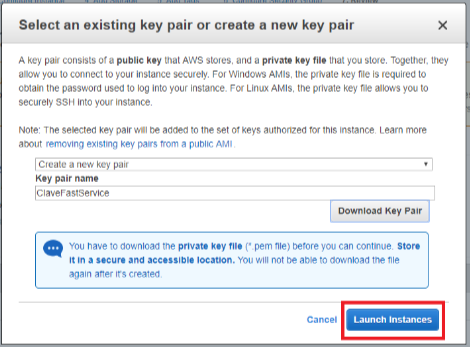 Select an existing key pair or create a new key pair
A key pair consists of a public key that AWS stores, and a private key file that you store. Together, they
allow you to connect to your instance securely. For Windows AMIs, the private key file is required to
obtain the password used to log into your instance. For Linux AMIs, the private key file allows you to
securely SSH into your instance.
Note: The selected key pair will be added to the set of keys authorized for this instance. Learn more
about removing existing key pairs from a public AMI.
Create a new key pair
Key pair name
ClaveFastService
Download Key Pair
You have to download the private key file (*.pem file) before you can continue. Store
it in a secure and accessible location. You will not be able to download the file
again after it's created.
Cancel Launch Instances